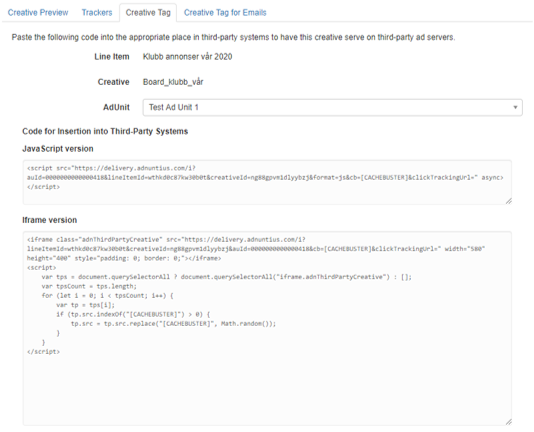 Creative Preview Trackers Creative Tag Creative Tag for Emails
Paste the following code into the appropriate place in third-party systems to have this creative serve on third-party ad servers.
Line Item Klubb annonser vår 2020
Creative Board_klubb_vår
AdUnit Test Ad Unit 1
Code for Insertion into Third-Party Systems
JavaScript version
<script src="https://delivery.adnuntius.com/i?
auId=0000000000000418&lineItemId=wthkd0c87kw30b0t&creativeId=ng88gpvm1dlyybzj&format=js&cb=[CACHEBUSTER]&clickTrackingUrl=" async>
</script>
Iframe version
<iframe class="adnThirdPartyCreative" src="https://delivery.adnuntius.com/i?
lineItemId=wthkd0c87kw30b0t&creativeId=ng88gpvm1dlyybzj&auId=0000000000000418&cb=[CACHEBUSTER]&clickTrackingUrl=" width="580"
height="400" style="padding: 0; border: 0;"></iframe>
<script>
    var tps = document.querySelectorAll ? document.querySelectorAll("iframe.adnThirdPartyCreative") : [];
    var tpsCount = tps.length;
    for (let i = 0; i < tpsCount; i++) {
        var tp = tps[i];
        if (tp.src.indexOf("[CACHEBUSTER]") > 0) {
            tp.src = tp.src.replace("[CACHEBUSTER]", Math.random());
        }
    }
</script>